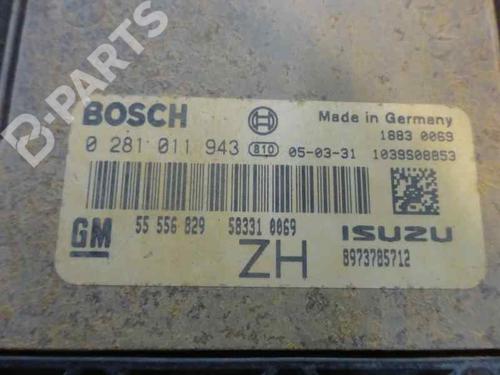 B-PARTS
BOSCH Made in Germany
1883 0069
0 281 011 943 810 05-03-31 1039S08853
GM 55 556 829 58331 0069 ISUZU
ZH 8973785712